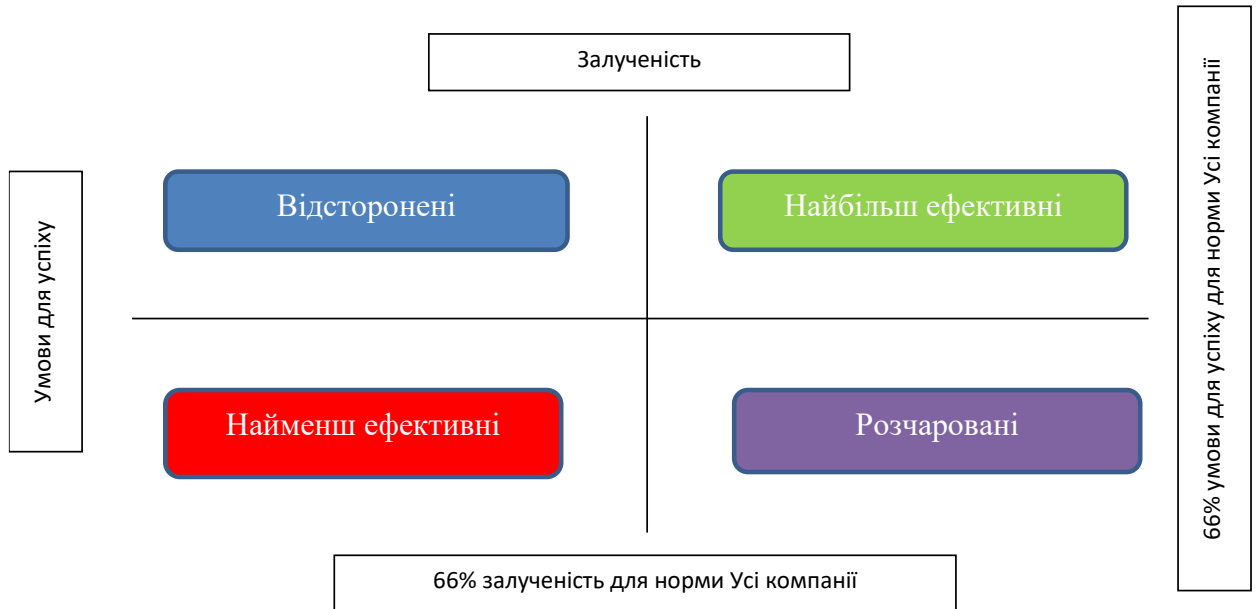 Залученість
Відсторонені
Найбільш ефективні
Умови для успіху
66% умови для успіху для норми Усі компанії
Найменш ефективні
Розчаровані
66% залученість для норми Усі компанії